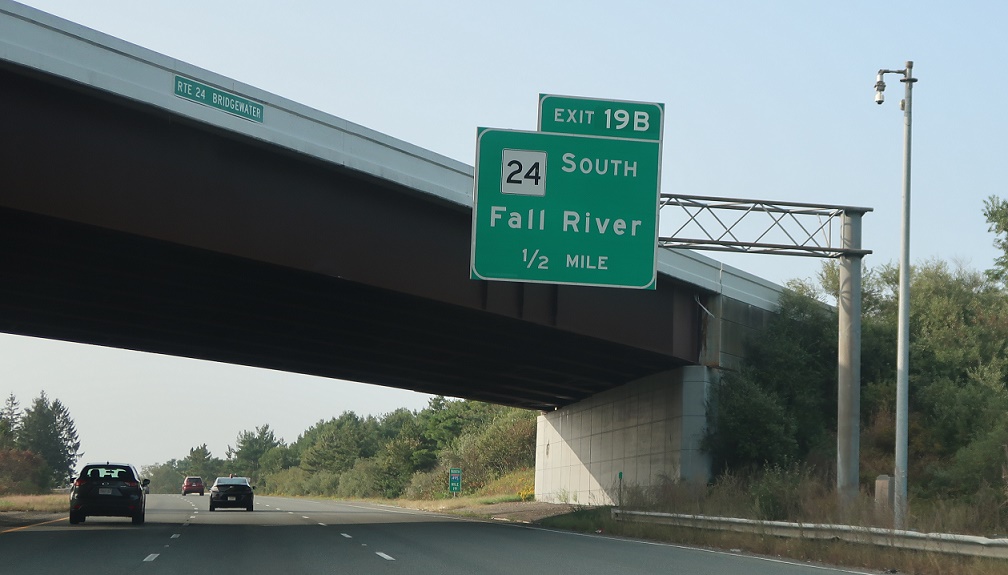 RTE 24 BRIDGEWATER
EXIT 19B
24 SOUTH
Fall River
1/2 MILE